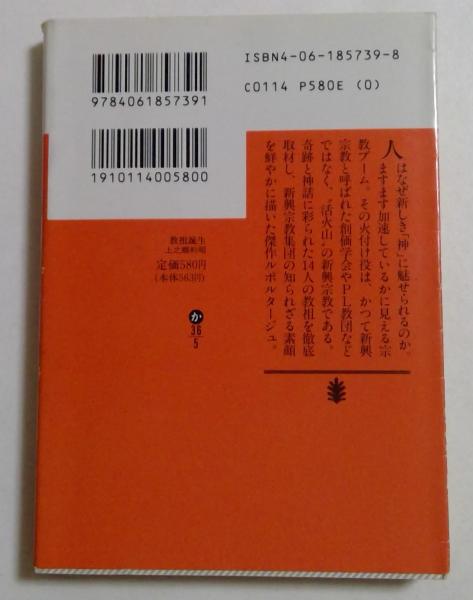 ISBN4-06-185739-8
C0114 P580E (0)
9784061857391
1910114005800
人はなぜ新しき「神」に魅せられるのか。
ますます加速しているかに見える宗
教ブーム。その火付け役は、かつて新興
宗教と呼ばれた創価学会やPL教団など
ではなく、〝活火山〟の新興宗教である。
奇跡と神話に彩られた14人の教祖を徹底
取材し、新興宗教集団の知られざる素顔
を鮮やかに描いた傑作ルポルタージュ。
教祖誕生
上之郷利昭
定価580円
(本体563円)
か
36
5